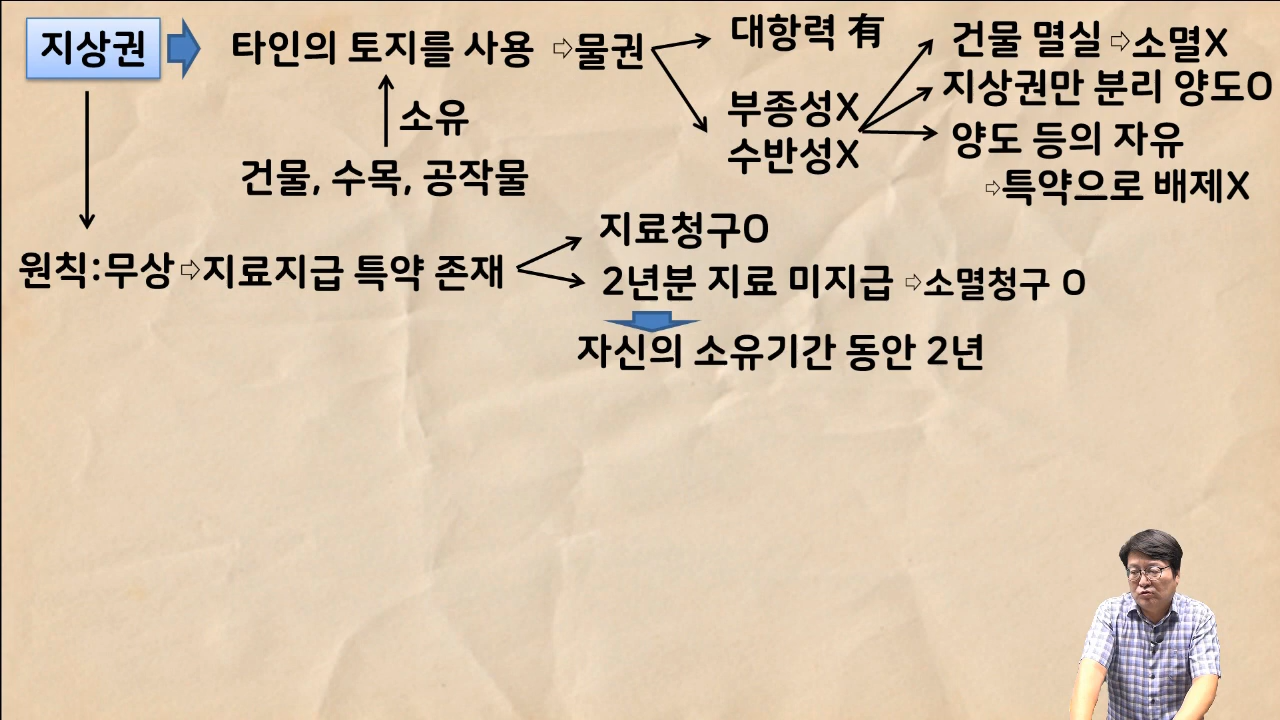 지상권 타인의 토지를 사용 ⇨물권
대항력 有
부종성X
수반성X
건물 멸실 ⇨소멸X
지상권만 분리 양도O
양도 등의 자유
⇨특약으로 배제X
소유
건물, 수목, 공작물
원칙:무상⇨지료지급 특약 존재
지료청구O
2년분 지료 미지급 ⇨소멸청구 O
자신의 소유기간 동안 2년